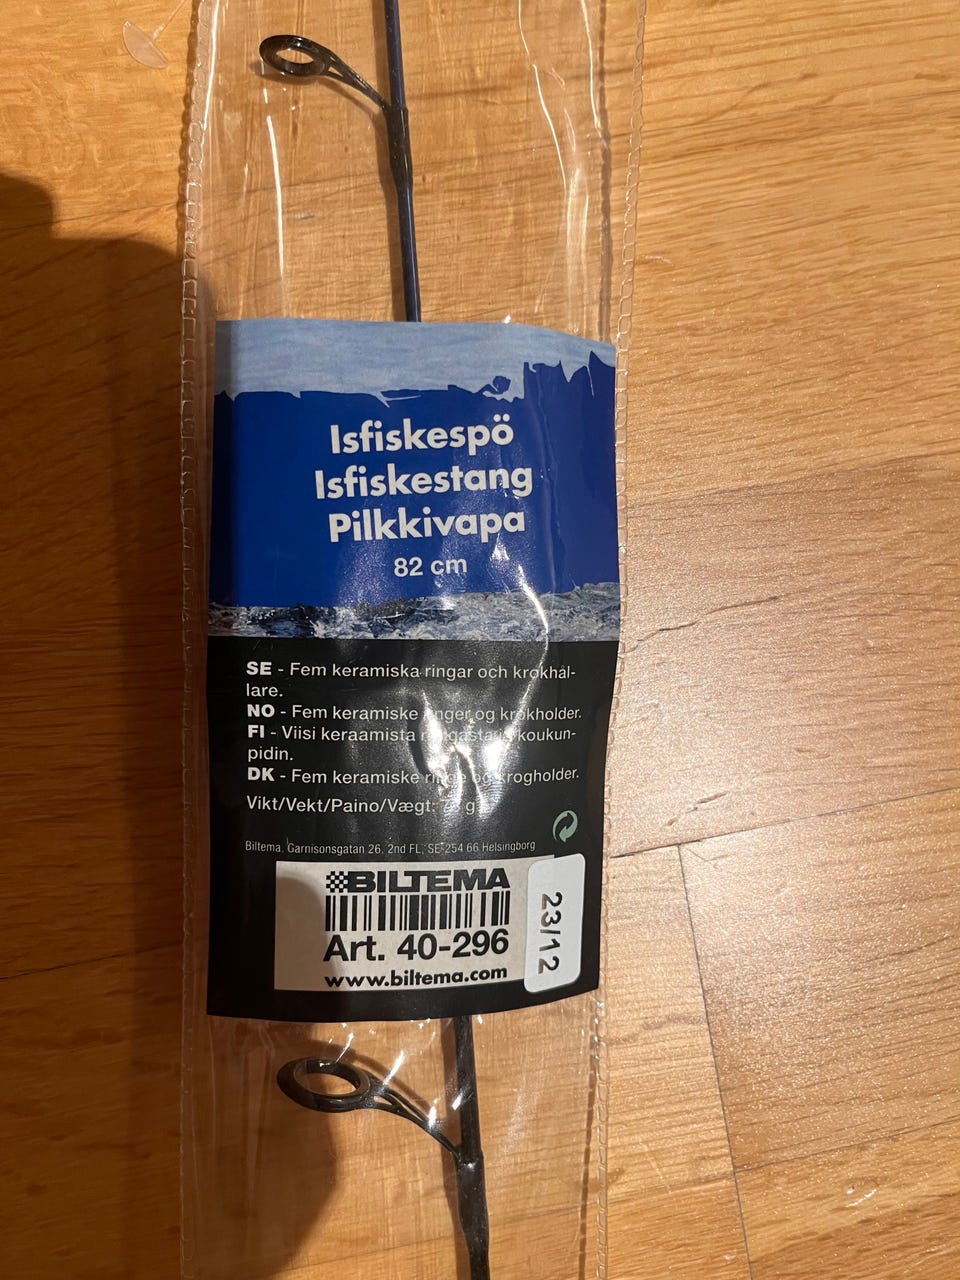 Isfiskespö
Isfiskestang
Pilkkivapa
82 cm
SE - Fem keramiska ringar och krokhål-
lare.
NO - Fem keramiske og krokholder.
FI - Viisi keraamista koukun-
pidin.
DK - Fem keramiske ringe og krogholder.
Vikt/Vekt/Paino/Vægt: g
Biltema. Garnisonsgatan 26, 2nd FL, SE-254 66 Helsingborg
BILTEMA
Art. 40-296
www.biltema.com
23/12